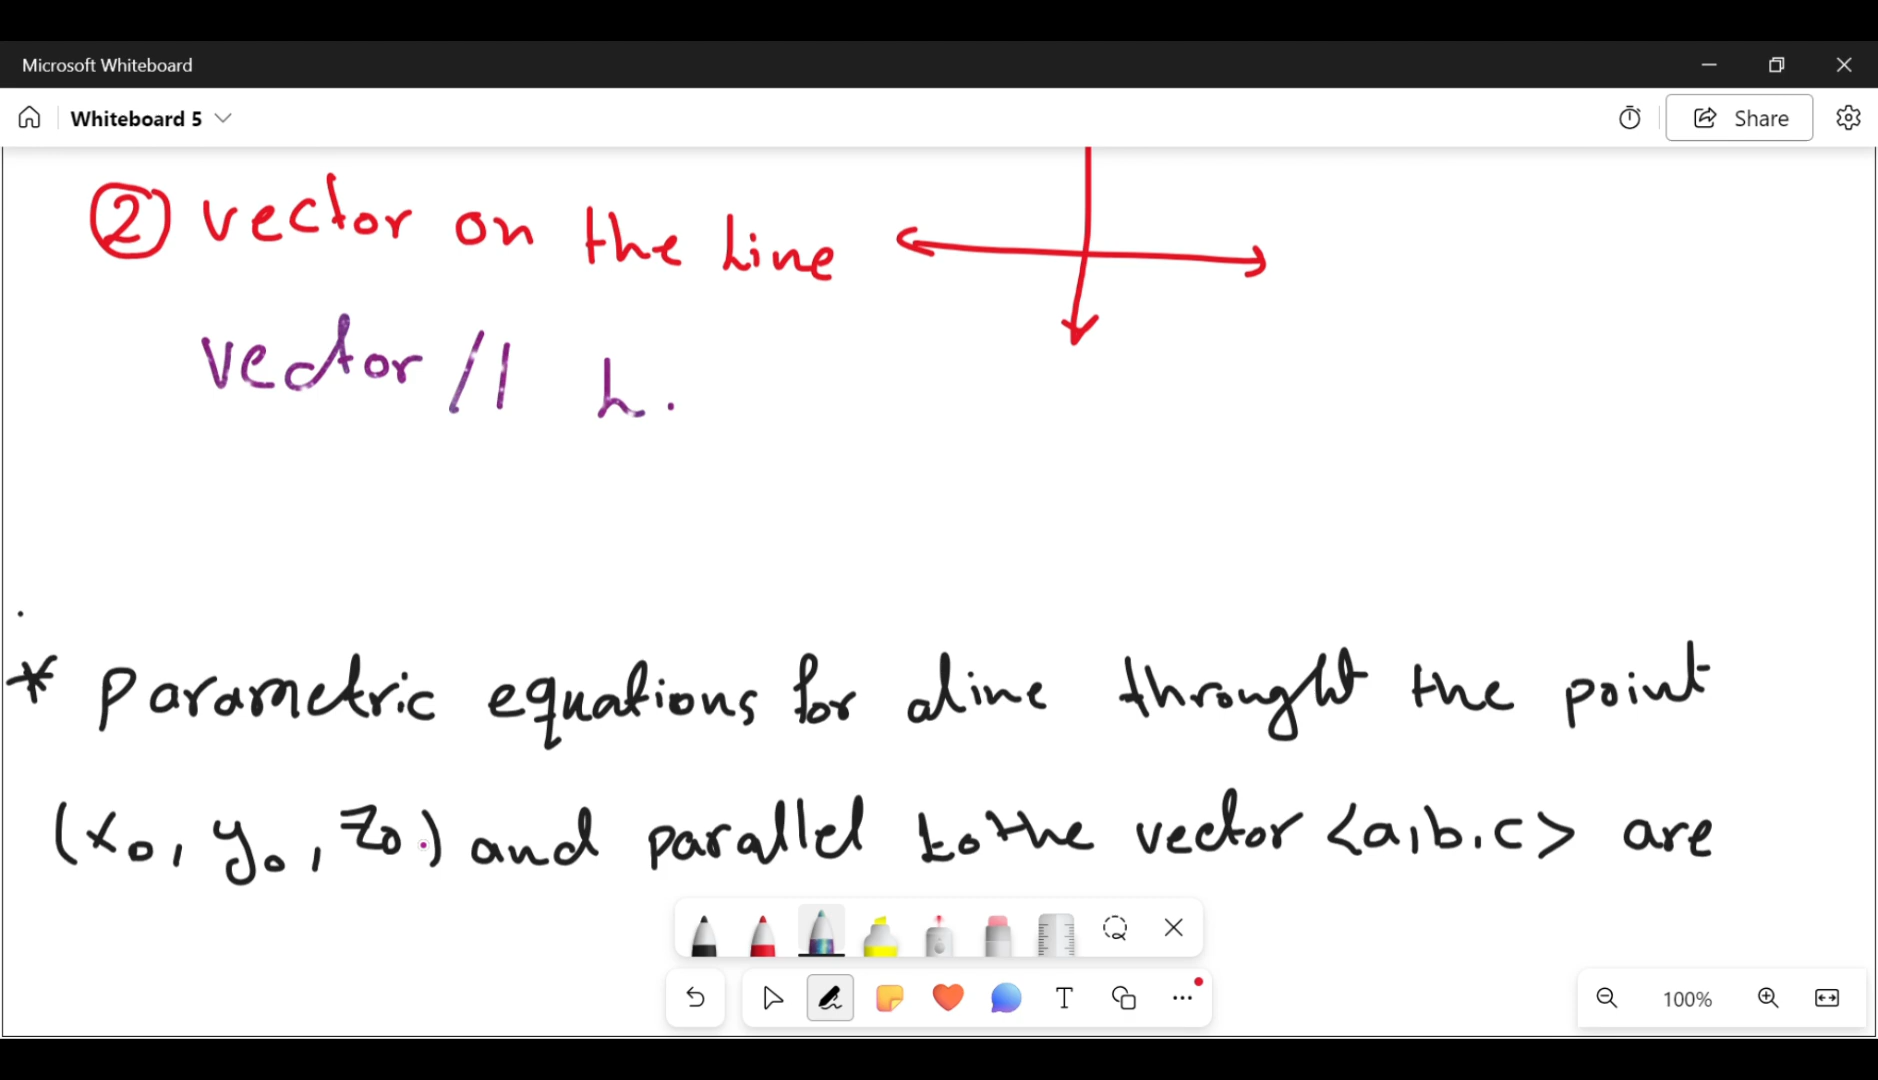 Microsoft Whiteboard
Whiteboard 5
Share
② vector on the Line
vector // L.
* Parametric equations for a line throught the point
(x₀, y₀, z₀) and parallel to the vector <a, b, c> are
T
100%